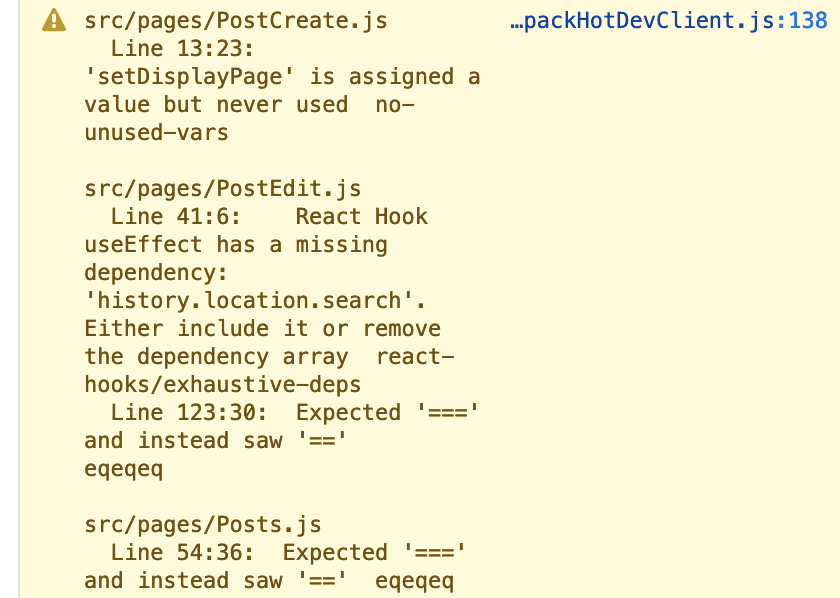 src/pages/PostCreate.js …packHotDevClient.js:138
Line 13:23:
'setDisplayPage' is assigned a
value but never used  no-
unused-vars
src/pages/PostEdit.js
Line 41:6:    React Hook
useEffect has a missing
dependency:
'history.location.search'.
Either include it or remove
the dependency array  react-
hooks/exhaustive-deps
Line 123:30:  Expected '==='
and instead saw '=='
eqeqeq
src/pages/Posts.js
Line 54:36:  Expected '==='
and instead saw '=='  eqeqeq